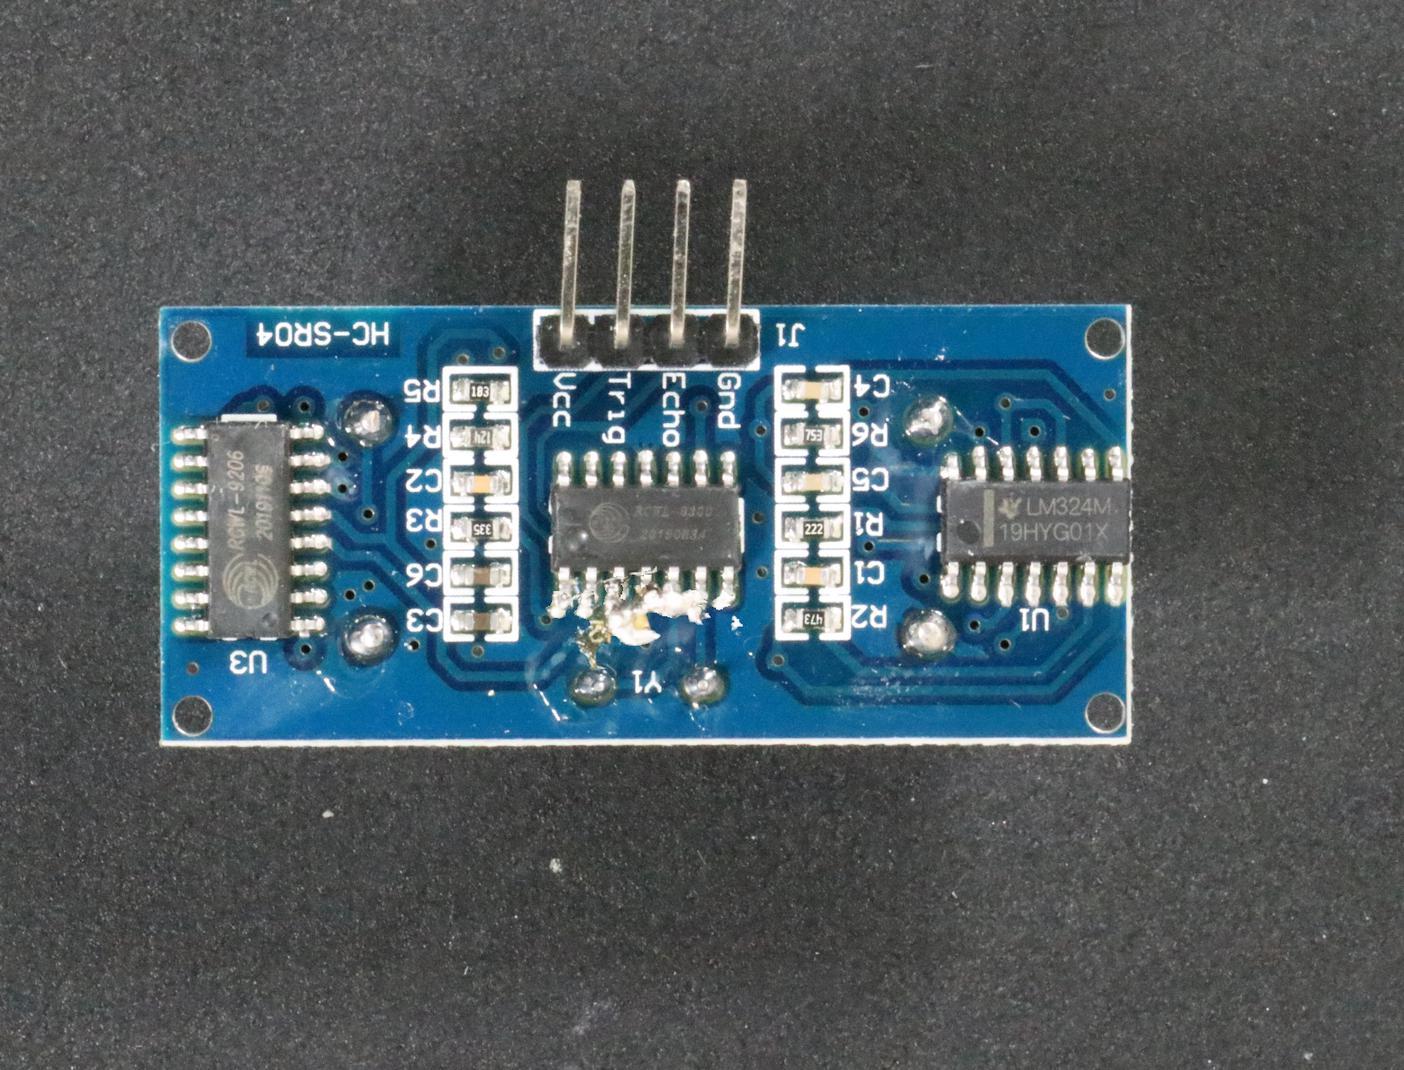 HC-SR04
J1
Vcc
Trig
Echo
Gnd
R5
183
R4
124
C2
R3
335
C6
C3
C4
R6
753
C5
R1
222
C1
R2
473
RCWL-9206
U3
Y1
LM324M
19HYG01X
U1